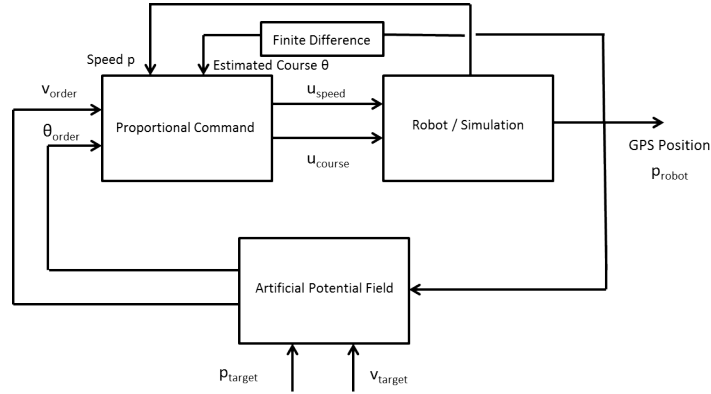 Finite Difference
Speed p
Estimated Course θ
v_order
θ_order
Proportional Command
u_speed
u_course
Robot / Simulation
GPS Position
p_robot
Artificial Potential Field
p_target
v_target